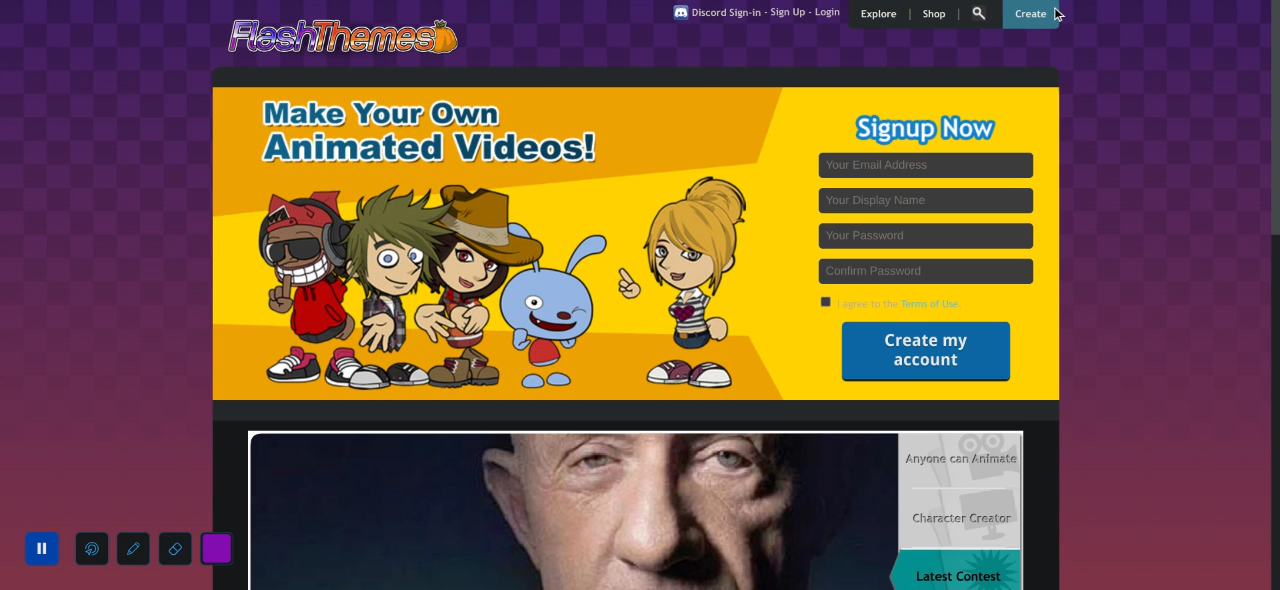 Discord Sign-in - Sign Up - Login
Explore | Shop |
Create
FlashThemes
Make Your Own
Animated Videos!
Signup Now
Your Email Address
Your Display Name
Your Password
Confirm Password
I agree to the Terms of Use.
Create my
account
Anyone can Animate
Character Creator
Latest Contest